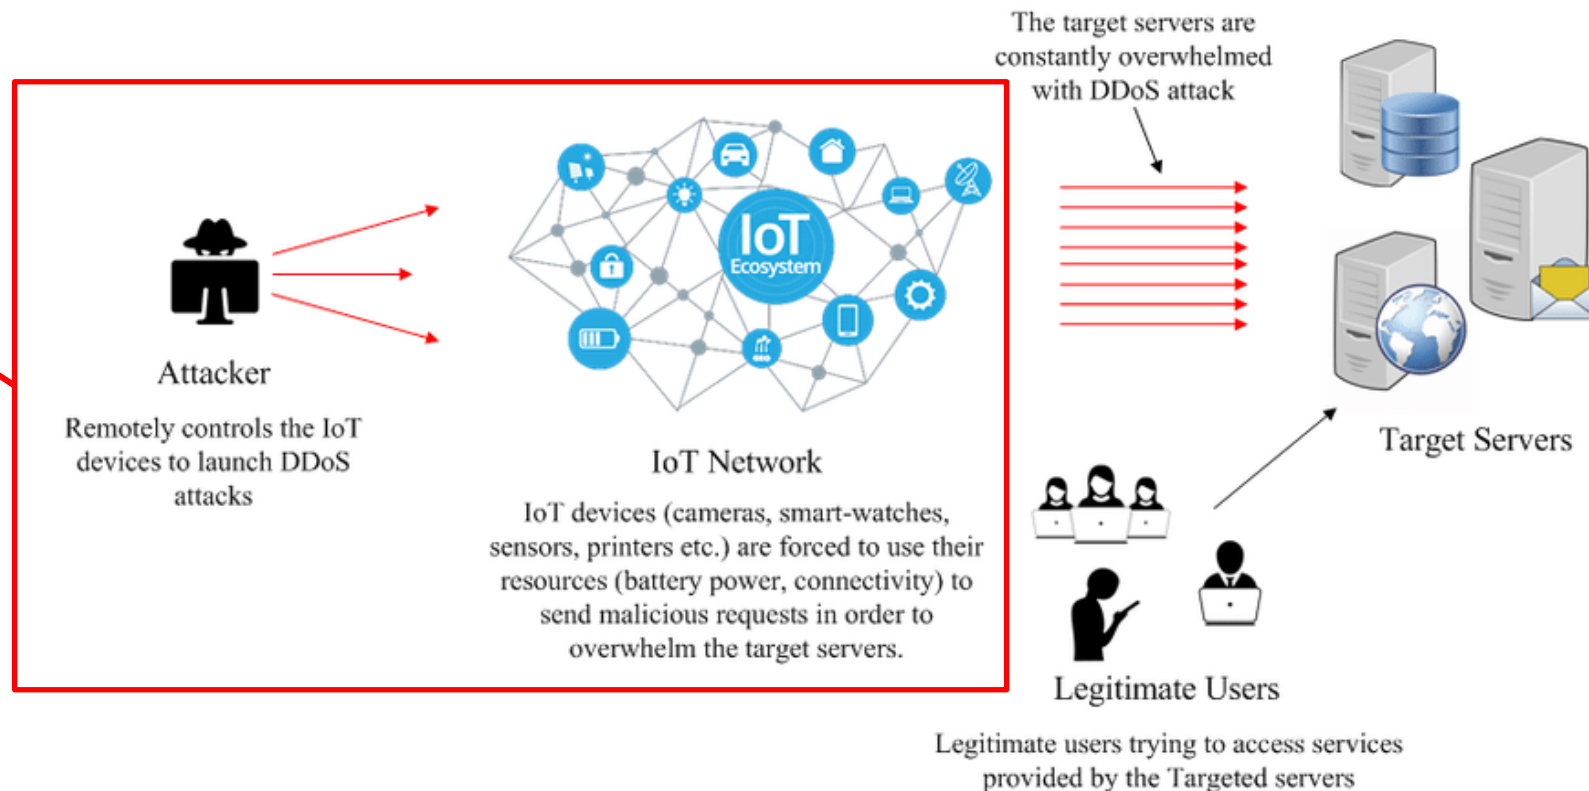 The target servers are
constantly overwhelmed
with DDoS attack
IoT
Ecosystem
Attacker
Remotely controls the IoT
devices to launch DDoS
attacks
IoT Network
IoT devices (cameras, smart-watches,
sensors, printers etc.) are forced to use their
resources (battery power, connectivity) to
send malicious requests in order to
overwhelm the target servers.
Target Servers
Legitimate Users
Legitimate users trying to access services
provided by the Targeted servers